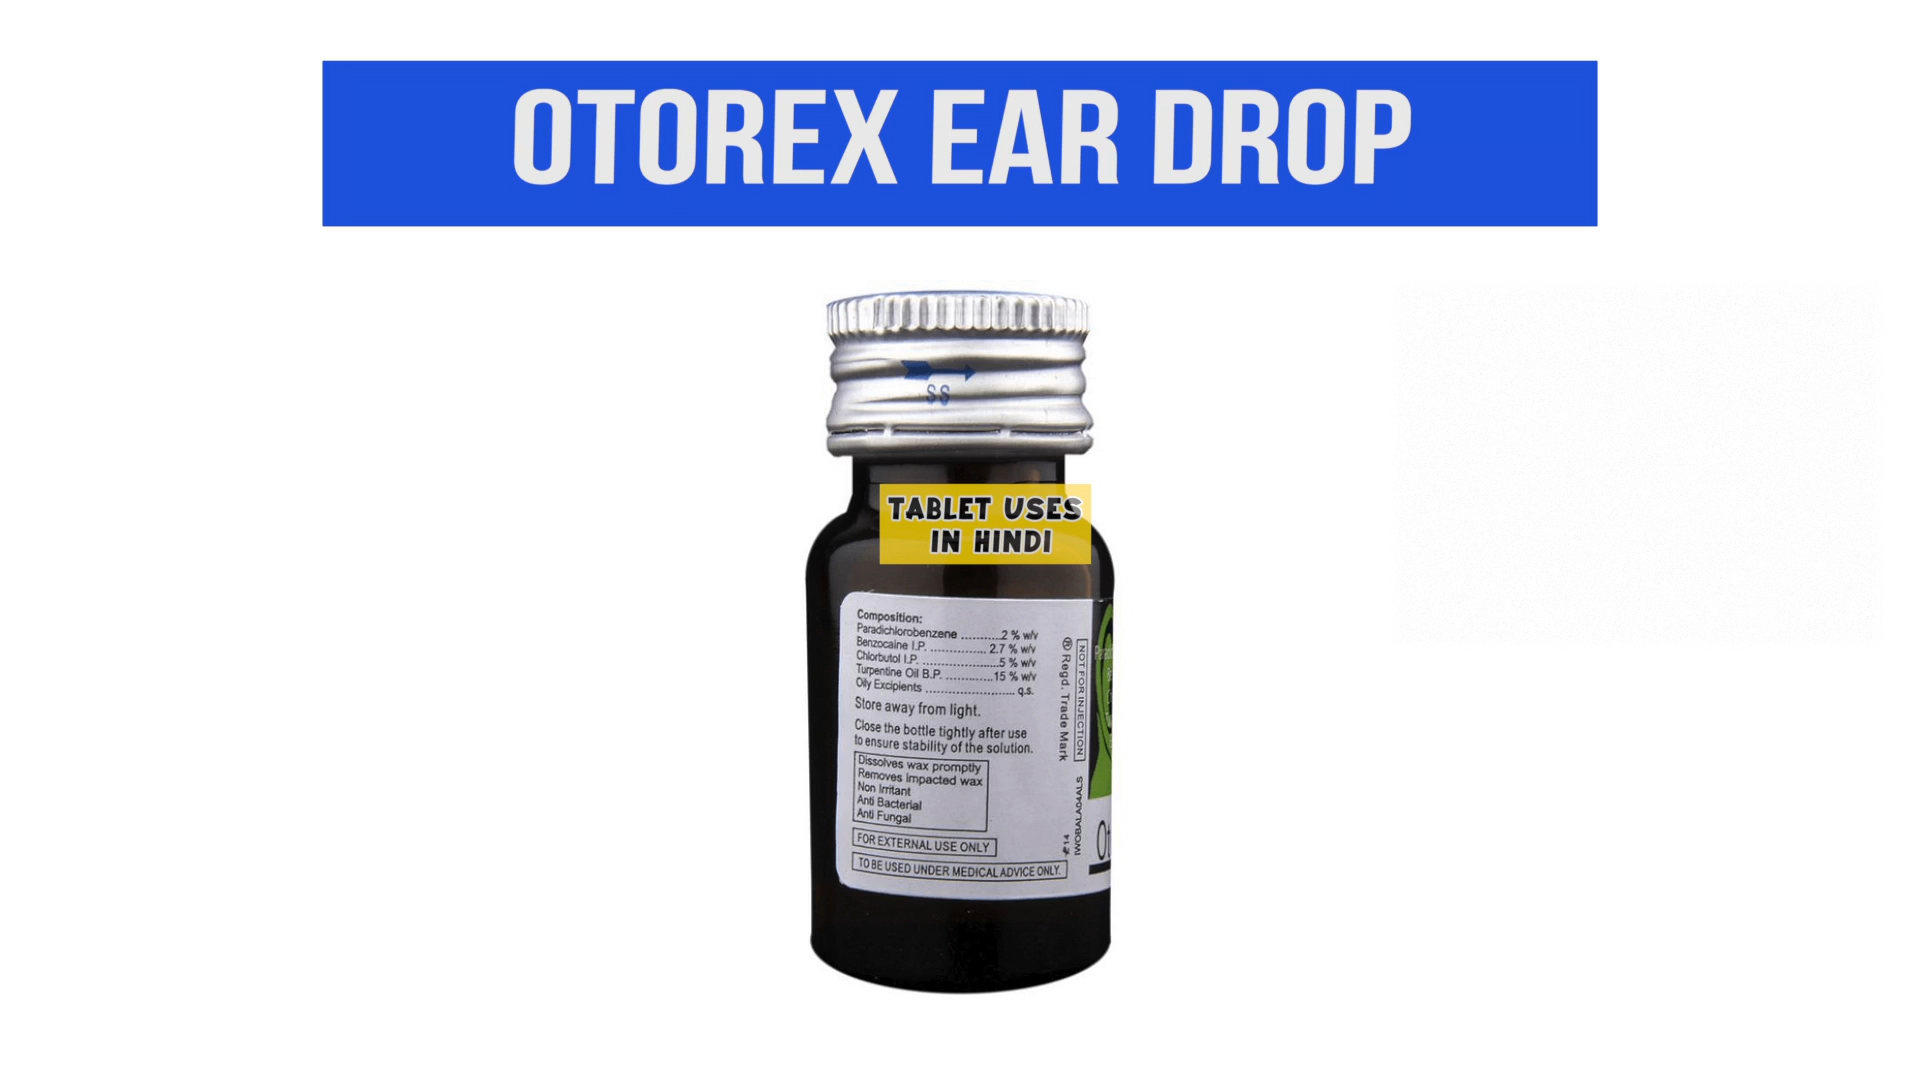 OTOREX EAR DROP
SS
TABLET USES
IN HINDI
Composition:
Paradichlorobenzene ...........2 % w/v
Benzocaine I.P. ............... 2.7 % w/v
Chlorbutol I.P. .....................5 % w/v
Turpentine Oil B.P. ............15 % w/v
Oily Excipients ........................ q.s.
Store away from light.
Close the bottle tightly after use
to ensure stability of the solution.
Dissolves wax promptly
Removes impacted wax
Non Irritant
Anti Bacterial
Anti Fungal
FOR EXTERNAL USE ONLY
TO BE USED UNDER MEDICAL ADVICE ONLY.
® Regd. Trade Mark
NOT FOR INJECTION
IWOBALA04ALS